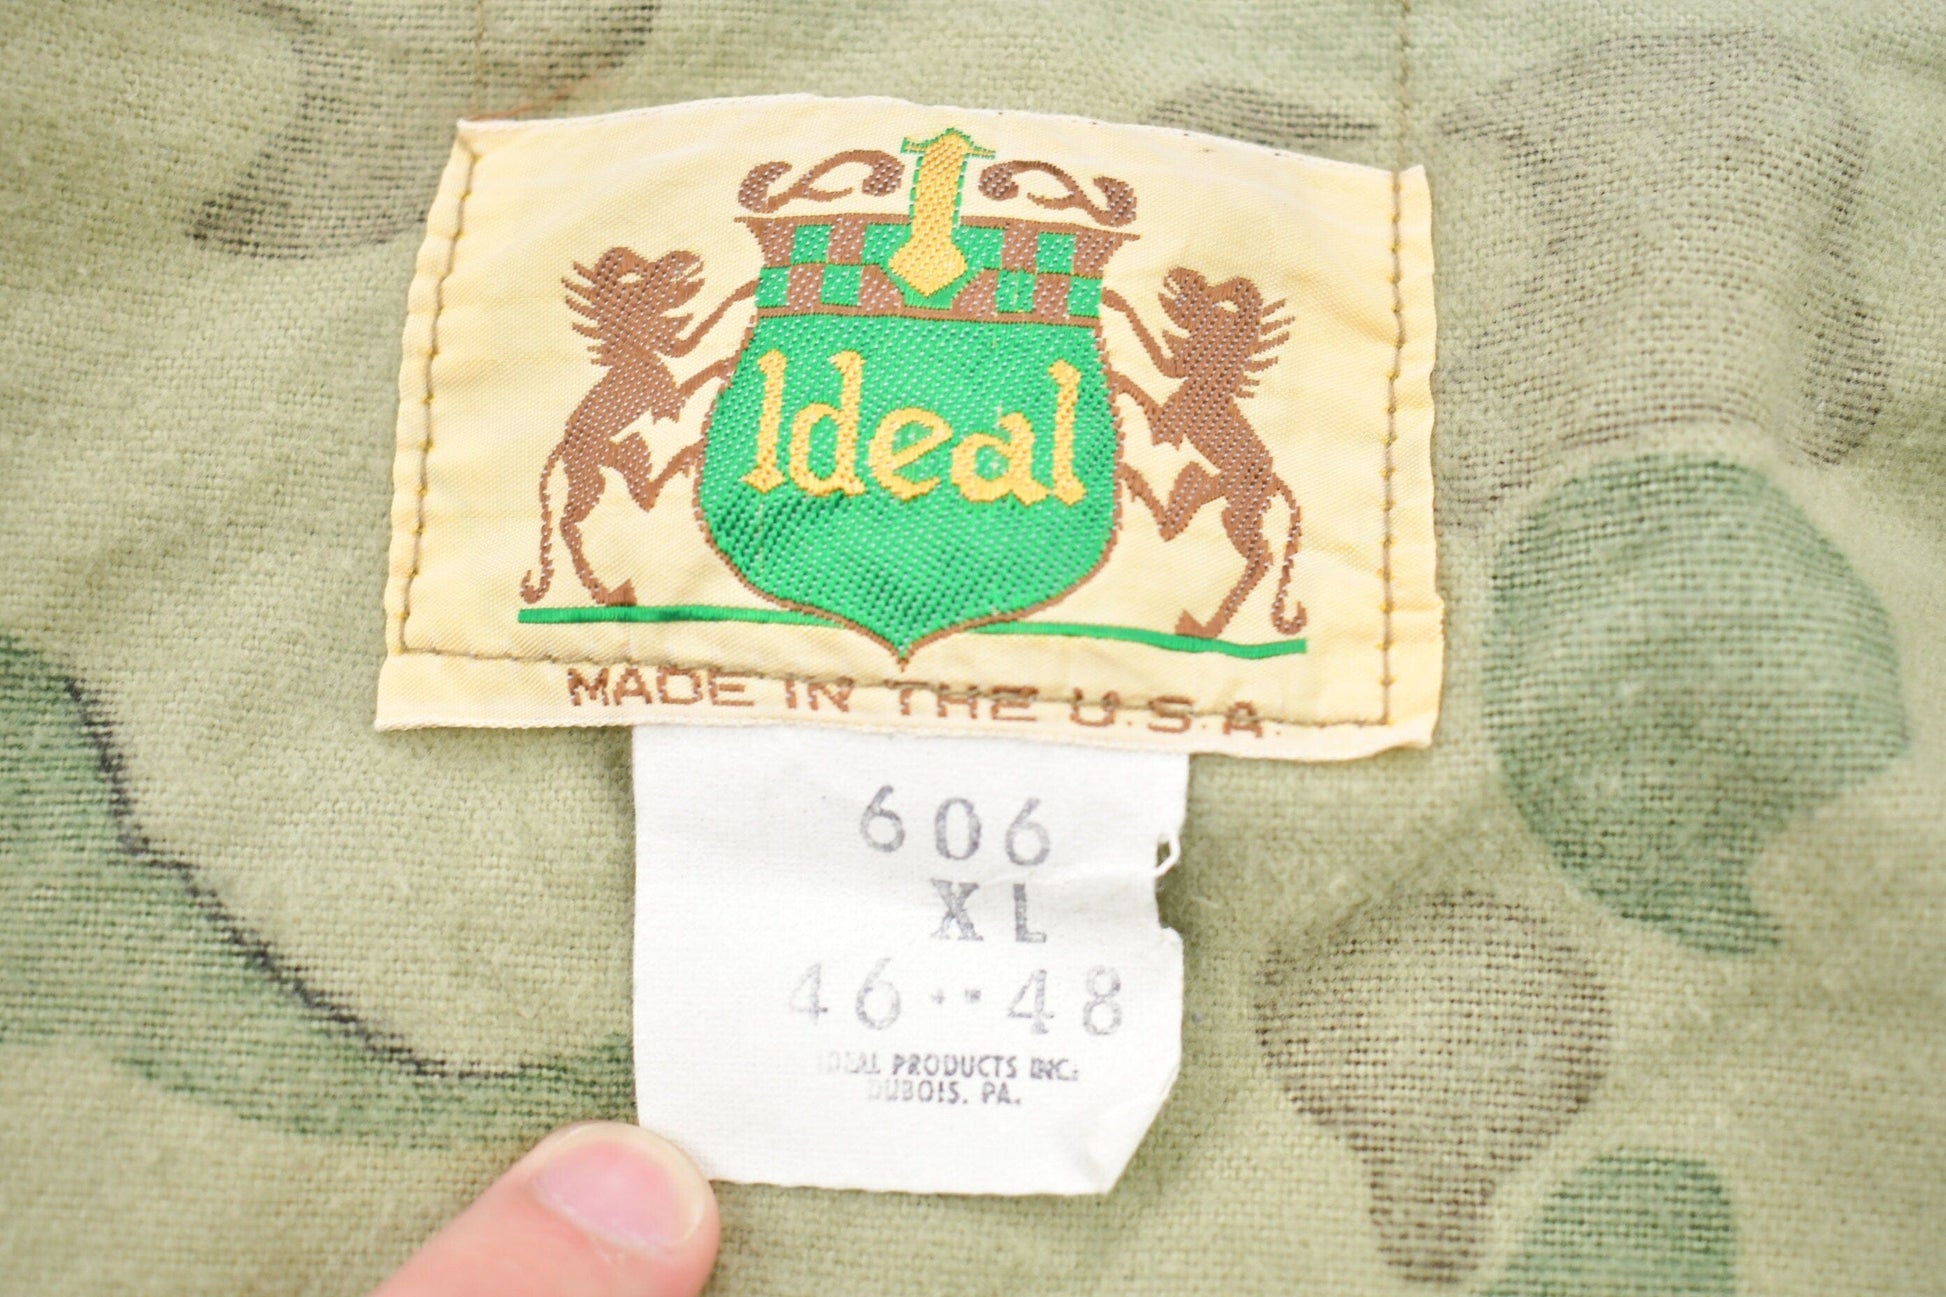 Ideal
MADE IN THE U.S.A.
606
XL
46--48
IDEAL PRODUCTS INC.
DUBOIS, PA.